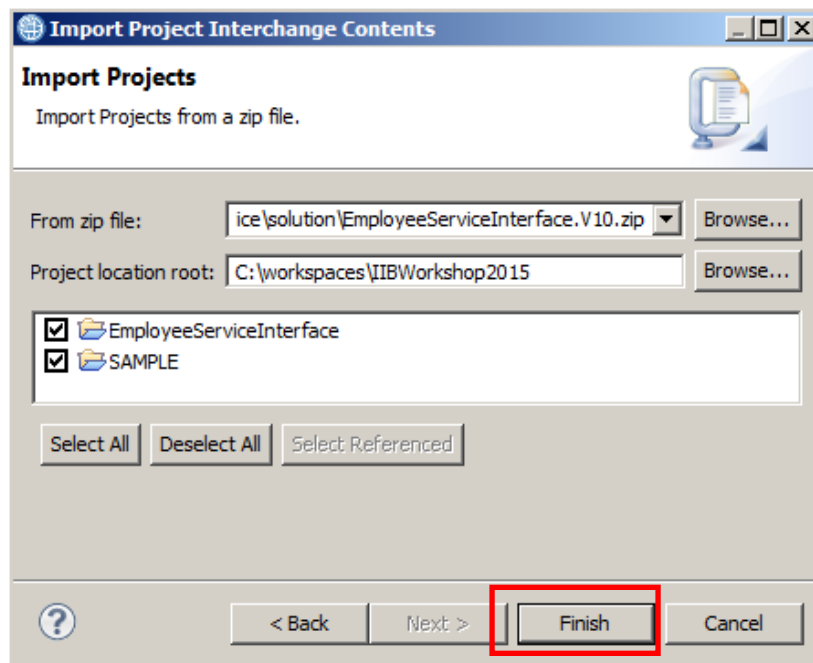 Import Project Interchange Contents
Import Projects
Import Projects from a zip file.
From zip file: ice\solution\EmployeeServiceInterface.V10.zip Browse...
Project location root: C:\workspaces\IIBWorkshop2015 Browse...
EmployeeServiceInterface
SAMPLE
Select All Deselect All Select Referenced
? < Back Next > Finish Cancel